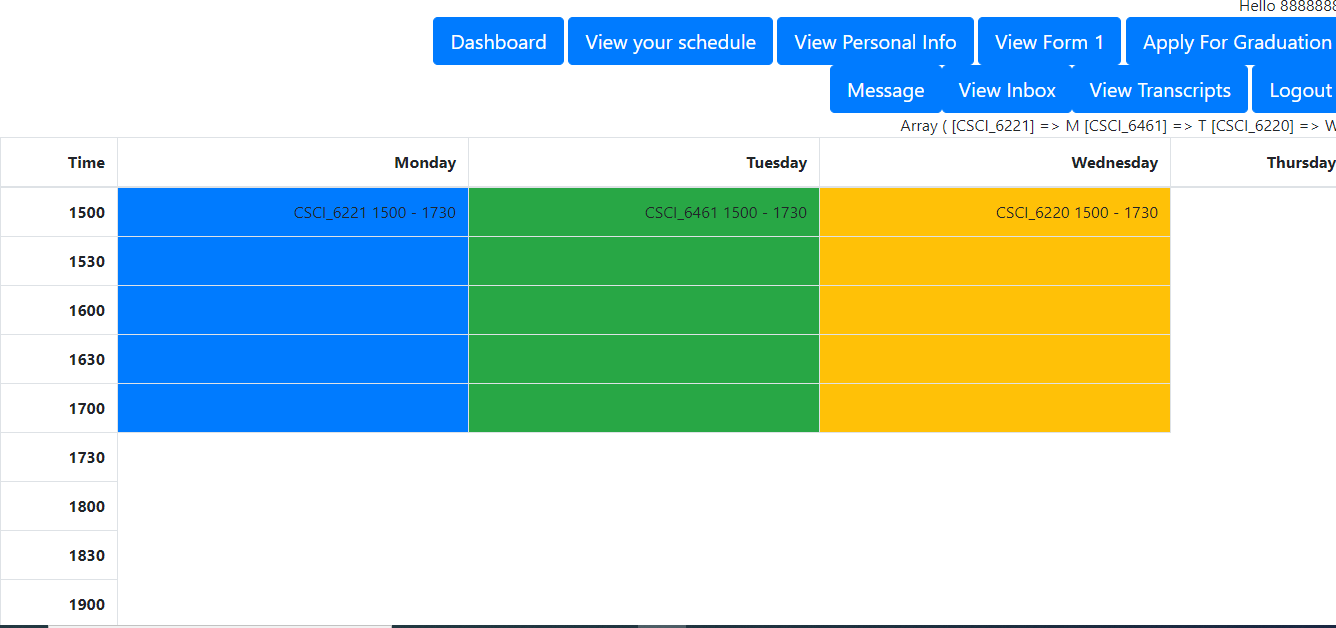 Hello 8888888
Dashboard View your schedule View Personal Info View Form 1 Apply For Graduation
Message View Inbox View Transcripts Logout
Array ( [CSCI_6221] => M [CSCI_6461] => T [CSCI_6220] => W
Time Monday Tuesday Wednesday Thursday
1500 CSCI_6221 1500 - 1730 CSCI_6461 1500 - 1730 CSCI_6220 1500 - 1730
1530
1600
1630
1700
1730
1800
1830
1900